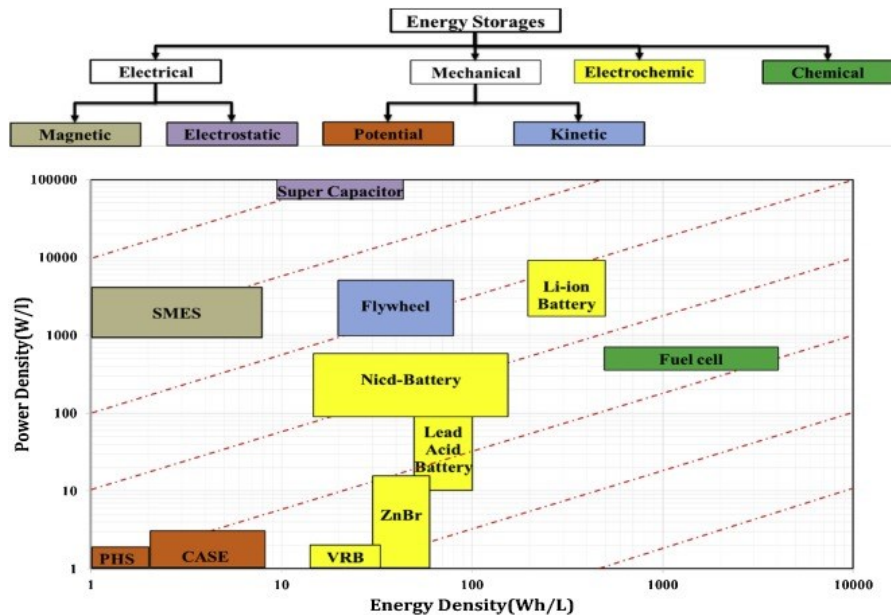 Energy Storages
Electrical
Mechanical
Electrochemic
Chemical
Magnetic
Electrostatic
Potential
Kinetic
100000
10000
1000
100
10
1
Power Density(W/l)
Super Capacitor
SMES
Flywheel
Li-ion
Battery
Nicd-Battery
Fuel cell
Lead
Acid
Battery
ZnBr
PHS
CASE
VRB
1
10
100
1000
10000
Energy Density(Wh/L)